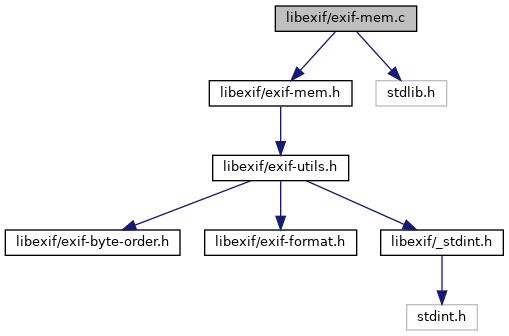 libexif/exif-mem.c
libexif/exif-mem.h
stdlib.h
libexif/exif-utils.h
libexif/exif-byte-order.h
libexif/exif-format.h
libexif/_stdint.h
stdint.h